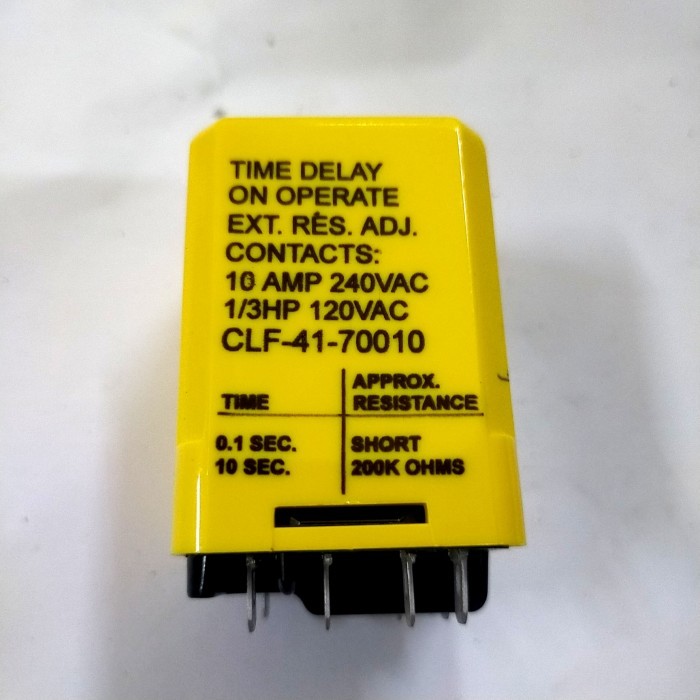 TIME DELAY
ON OPERATE
EXT. RES. ADJ.
CONTACTS:
10 AMP 240VAC
1/3HP 120VAC
CLF-41-70010
TIME APPROX. RESISTANCE
0.1 SEC. SHORT
10 SEC. 200K OHMS